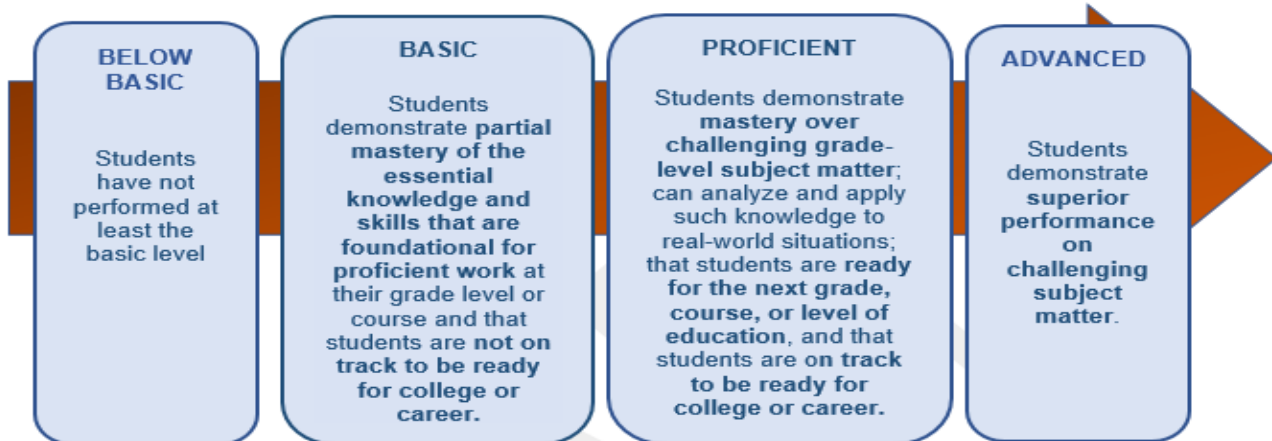 BELOW
BASIC
Students
have not
performed at
least the
basic level
BASIC
Students
demonstrate partial
mastery of the
essential
knowledge and
skills that are
foundational for
proficient work at
their grade level or
course and that
students are not on
track to be ready
for college or
career.
PROFICIENT
Students demonstrate
mastery over
challenging grade-
level subject matter;
can analyze and apply
such knowledge to
real-world situations;
that students are ready
for the next grade,
course, or level of
education, and that
students are on track
to be ready for
college or career.
ADVANCED
Students
demonstrate
superior
performance
on
challenging
subject
matter.